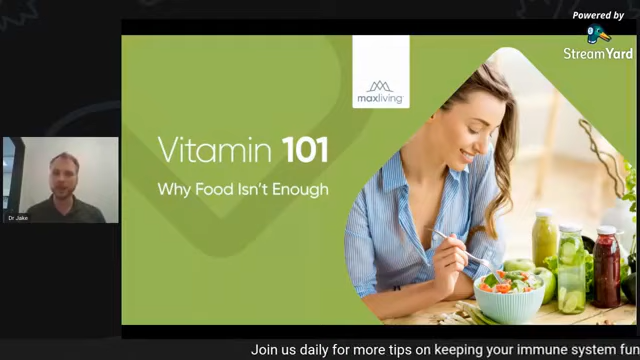 Powered by
StreamYard
maxliving
Vitamin 101
Why Food Isn't Enough
Dr Jake
Join us daily for more tips on keeping your immune system fun